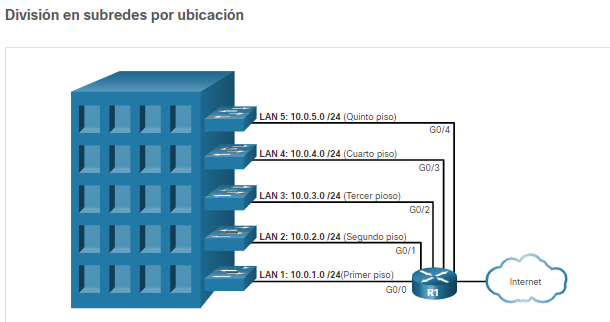 División en subredes por ubicación
LAN 5: 10.0.5.0 /24 (Quinto piso)
G0/4
LAN 4: 10.0.4.0 /24 (Cuarto piso)
G0/3
LAN 3: 10.0.3.0 /24 (Tercer pioso)
G0/2
LAN 2: 10.0.2.0 /24 (Segundo piso)
G0/1
LAN 1: 10.0.1.0 /24(Primer piso)
G0/0
R1
Internet